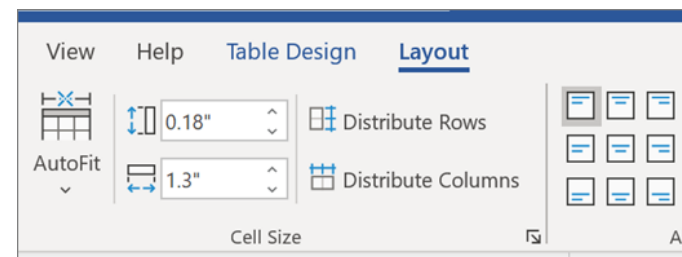 View Help Table Design Layout
0.18" Distribute Rows
AutoFit
1.3" Distribute Columns
Cell Size